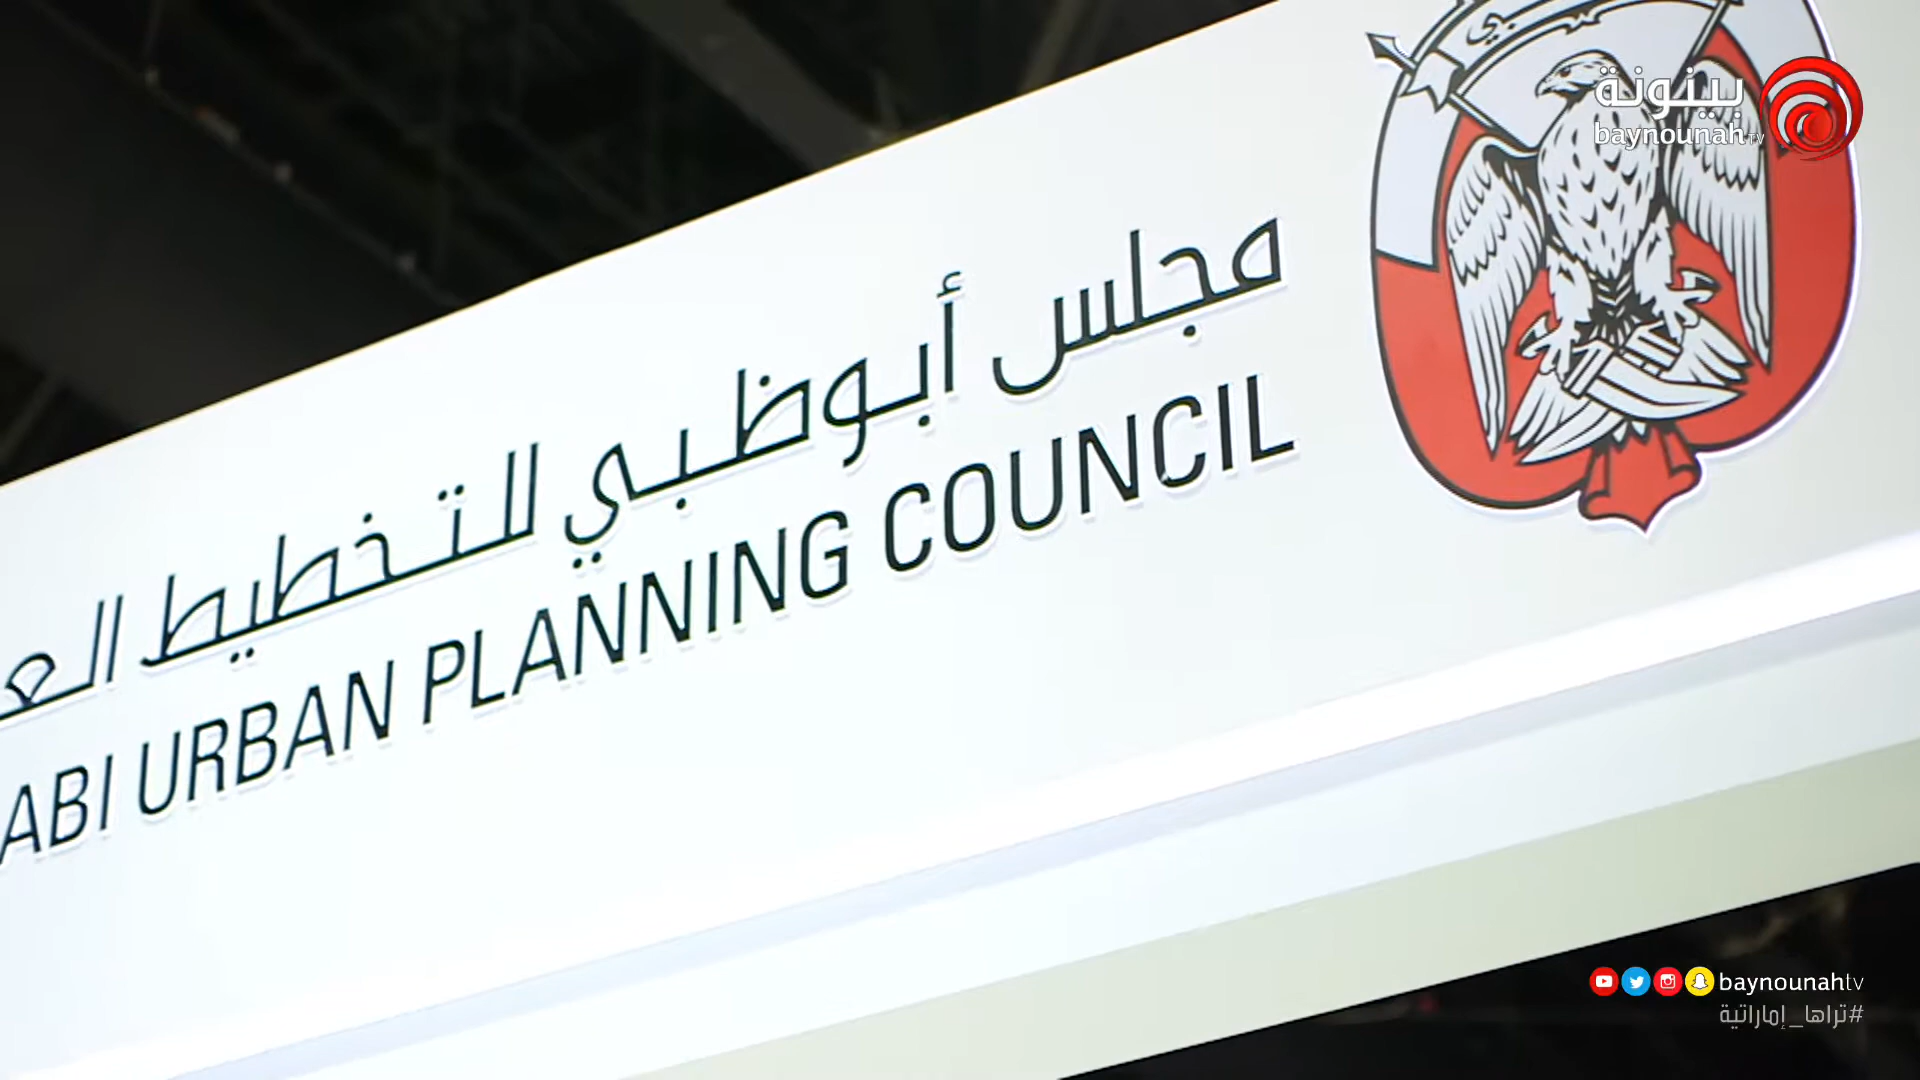 بينونة
baynounah TV
مجلس أبوظبي للتخطيط الع
ABI URBAN PLANNING COUNCIL
baynounahtv
#تراها_إماراتية